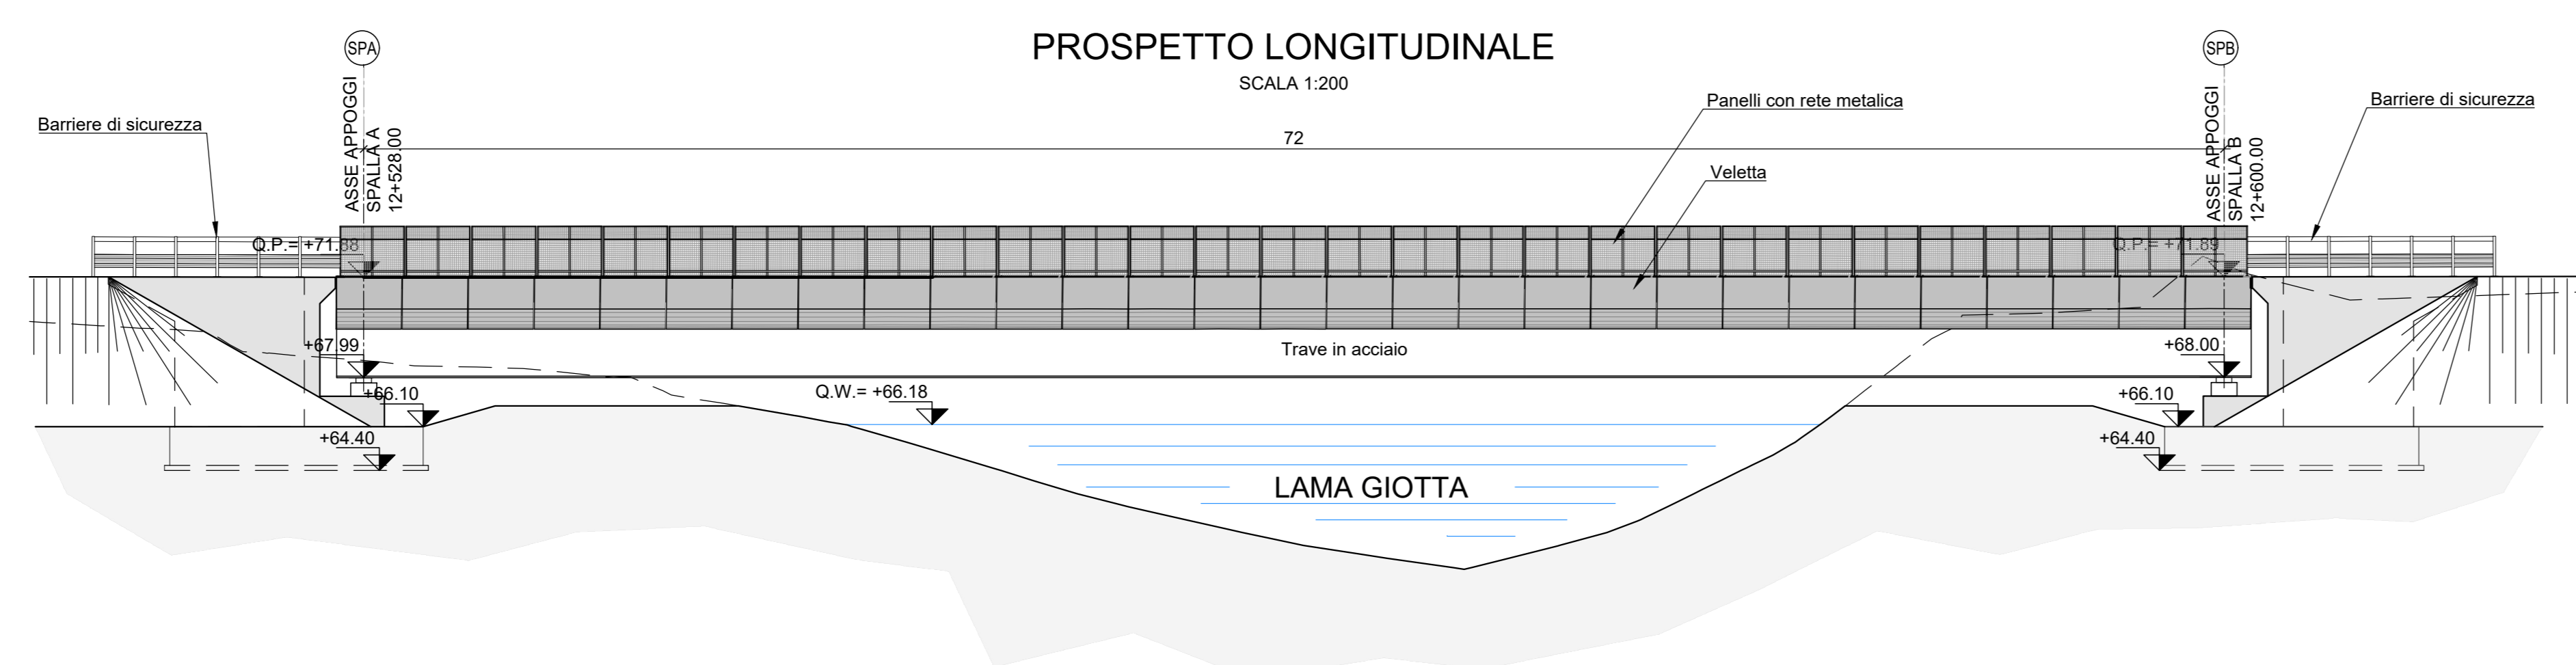 SPA
PROSPETTO LONGITUDINALE
SPB
SCALA 1:200
Barriere di sicurezza
ASSE APPOGGI
SPALLA A
12+528.00
72
Panelli con rete metalica
Veletta
ASSE APPOGGI
SPALLA B
12+600.00
Barriere di sicurezza
Q.P.= +71.88
Q.P.= +71.89
+67.99
Trave in acciaio
+68.00
+66.10
Q.W.= +66.18
+66.10
+64.40
+64.40
LAMA GIOTTA